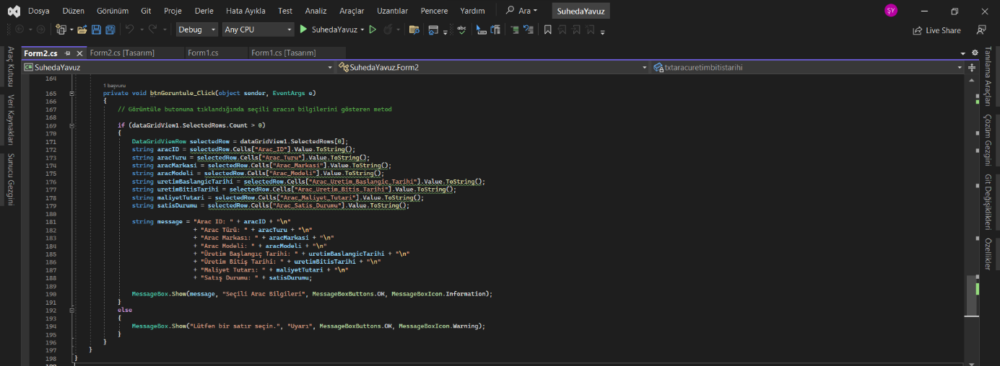 Dosya Düzen Görünüm Git Proje Derle Hata Ayıkla Test Analiz Araçlar Uzantılar Pencere Yardım Ara SuhedaYavuz ŞY
Debug Any CPU SuhedaYavuz abc Live Share
Form2.cs Form2.cs [Tasarım] Form1.cs Form1.cs [Tasarım]
C# SuhedaYavuz SuhedaYavuz.Form2 txtaracuretimbitistarihi
Araç Kutusu
Veri Kaynakları
Sunucu Gezgini
164
1 başvuru
165 private void btnGoruntule_Click(object sender, EventArgs e)
166 {
167 // Görüntüle butonuna tıklandığında seçili aracın bilgilerini gösteren metod
168
169 if (dataGridView1.SelectedRows.Count > 0)
170 {
171 DataGridViewRow selectedRow = dataGridView1.SelectedRows[0];
172 string aracID = selectedRow.Cells["Arac_ID"].Value.ToString();
173 string aracTuru = selectedRow.Cells["Arac_Turu"].Value.ToString();
174 string aracMarkasi = selectedRow.Cells["Arac_Markasi"].Value.ToString();
175 string aracModeli = selectedRow.Cells["Arac_Modeli"].Value.ToString();
176 string uretimBaslangicTarihi = selectedRow.Cells["Arac_Uretim_Baslangic_Tarihi"].Value.ToString();
177 string uretimBitisTarihi = selectedRow.Cells["Arac_Uretim_Bitis_Tarihi"].Value.ToString();
178 string maliyetTutari = selectedRow.Cells["Arac_Maliyet_Tutari"].Value.ToString();
179 string satisDurumu = selectedRow.Cells["Arac_Satis_Durumu"].Value.ToString();
180
181 string message = "Arac ID: " + aracID + "\n"
182 + "Arac Türü: " + aracTuru + "\n"
183 + "Arac Markası: " + aracMarkasi + "\n"
184 + "Arac Modeli: " + aracModeli + "\n"
185 + "Üretim Başlangıç Tarihi: " + uretimBaslangicTarihi + "\n"
186 + "Üretim Bitiş Tarihi: " + uretimBitisTarihi + "\n"
187 + "Maliyet Tutarı: " + maliyetTutari + "\n"
188 + "Satış Durumu: " + satisDurumu;
189
190 MessageBox.Show(message, "Seçili Arac Bilgileri", MessageBoxButtons.OK, MessageBoxIcon.Information);
191 }
192 else
193 {
194 MessageBox.Show("Lütfen bir satır seçin.", "Uyarı", MessageBoxButtons.OK, MessageBoxIcon.Warning);
195 }
196 }
197 }
198 }
199
Tanılama Araçları
Çözüm Gezgini
Git Değişiklikleri
Özellikler